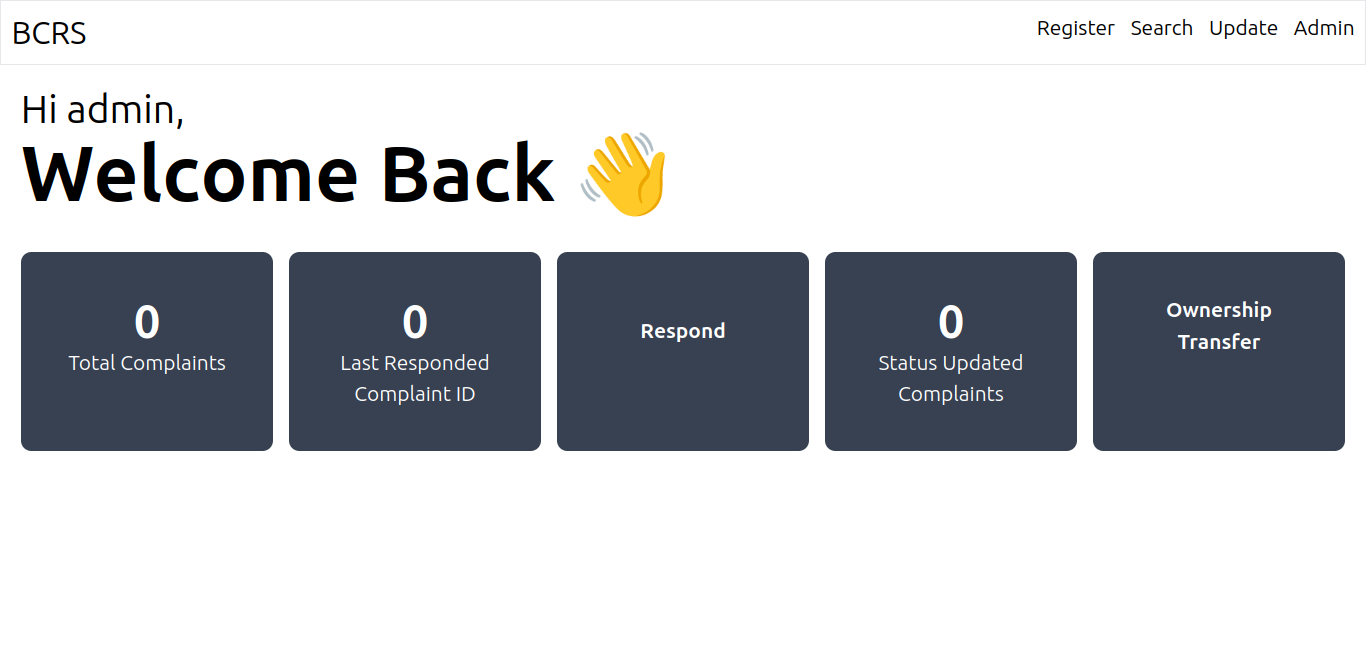 BCRS
Register Search Update Admin
Hi admin,
Welcome Back 👋
0
Total Complaints
0
Last Responded
Complaint ID
Respond
0
Status Updated
Complaints
Ownership
Transfer